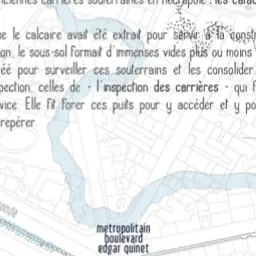 ciennes carrières souterraines en nécropole : les cata
ue le calcaire avait été extrait pour servir à la constr
on, le sous-sol formait d'immenses vides plus ou moins
éé pour surveiller ces souterrains et les consolider
pection, celles de - l'inspection des carrières - qui f
vice. Elle fit forer ces puits pour y accéder et y po
repérer.
metropolitain
boulevard
edgar quinet